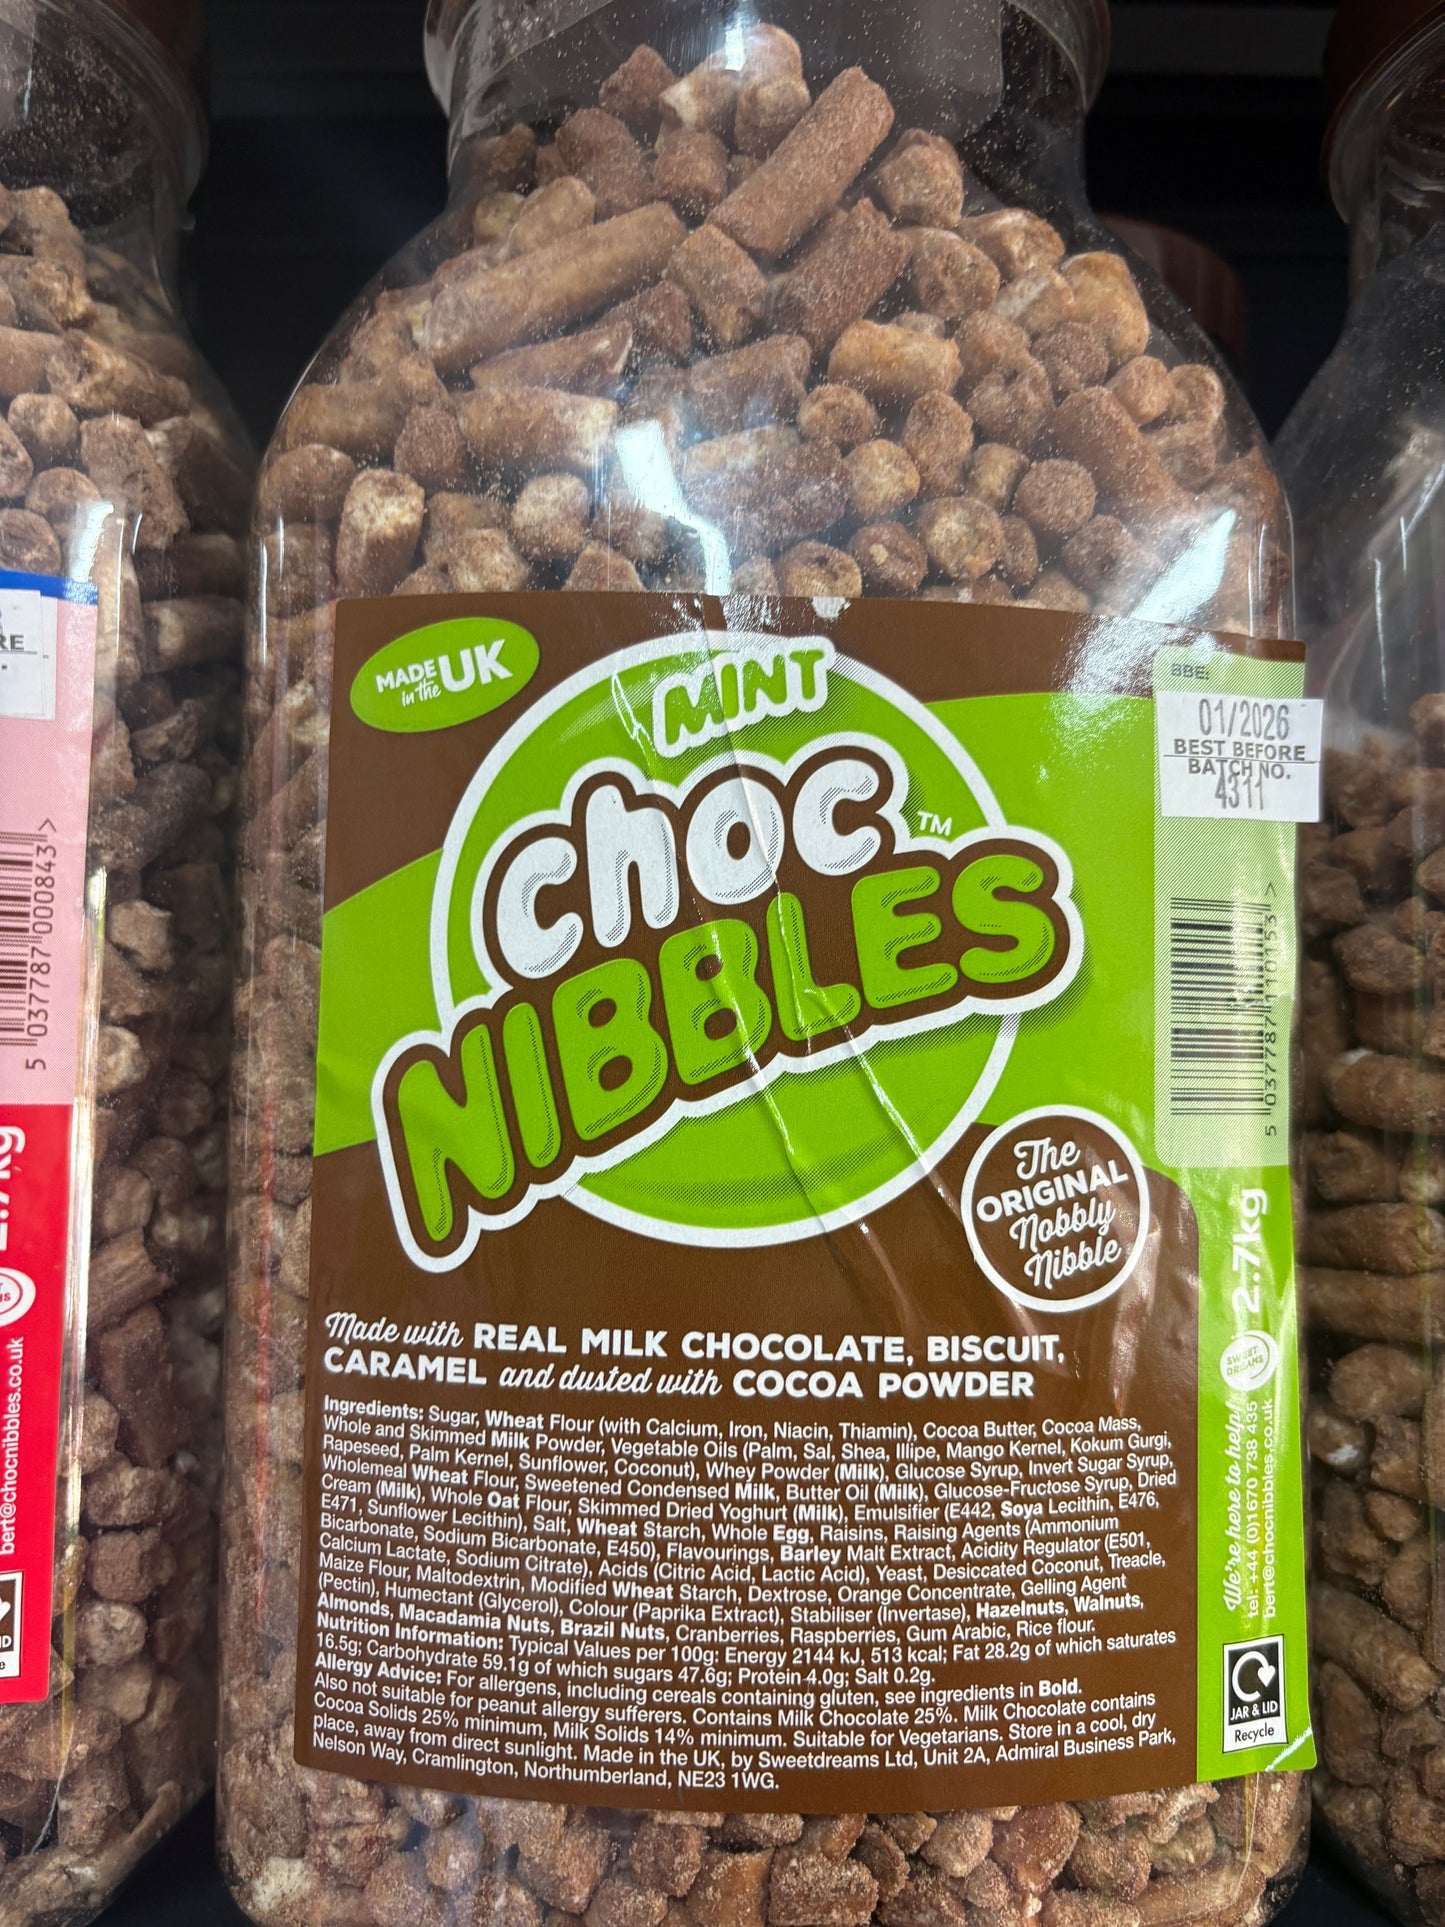 MADE
in the
UK
MINT
choc
TM
NIBBLES
BBE:
01/2026
BEST BEFORE
BATCH NO.
4311
5 037787 110153 >
The
ORIGINAL
Nobbly
Nibble
2.7kg
SWEET
DREAMS
We're here to help!
tel: +44 (0)1670 738 435
bert@chocnibbles.co.uk
JAR & LID
Recycle
Made with REAL MILK CHOCOLATE, BISCUIT,
CARAMEL and dusted with COCOA POWDER
Ingredients: Sugar, Wheat Flour (with Calcium, Iron, Niacin, Thiamin), Cocoa Butter, Cocoa Mass,
Whole and Skimmed Milk Powder, Vegetable Oils (Palm, Sal, Shea, Illipe, Mango Kernel, Kokum Gurgi,
Rapeseed, Palm Kernel, Sunflower, Coconut), Whey Powder (Milk), Glucose Syrup, Invert Sugar Syrup,
Wholemeal Wheat Flour, Sweetened Condensed Milk, Butter Oil (Milk), Glucose-Fructose Syrup, Dried
Cream (Milk), Whole Oat Flour, Skimmed Dried Yoghurt (Milk), Emulsifier (E442, Soya Lecithin, E476,
E471, Sunflower Lecithin), Salt, Wheat Starch, Whole Egg, Raisins, Raising Agents (Ammonium
Bicarbonate, Sodium Bicarbonate, E450), Flavourings, Barley Malt Extract, Acidity Regulator (E501,
Calcium Lactate, Sodium Citrate), Acids (Citric Acid, Lactic Acid), Yeast, Desiccated Coconut, Treacle,
Maize Flour, Maltodextrin, Modified Wheat Starch, Dextrose, Orange Concentrate, Gelling Agent
(Pectin), Humectant (Glycerol), Colour (Paprika Extract), Stabiliser (Invertase), Hazelnuts, Walnuts,
Almonds, Macadamia Nuts, Brazil Nuts, Cranberries, Raspberries, Gum Arabic, Rice flour.
Nutrition Information: Typical Values per 100g: Energy 2144 kJ, 513 kcal; Fat 28.2g of which saturates
16.5g; Carbohydrate 59.1g of which sugars 47.6g; Protein 4.0g; Salt 0.2g.
Allergy Advice: For allergens, including cereals containing gluten, see ingredients in Bold.
Also not suitable for peanut allergy sufferers. Contains Milk Chocolate 25%. Milk Chocolate contains
Cocoa Solids 25% minimum, Milk Solids 14% minimum. Suitable for Vegetarians. Store in a cool, dry
place, away from direct sunlight. Made in the UK, by Sweetdreams Ltd, Unit 2A, Admiral Business Park,
Nelson Way, Cramlington, Northumberland, NE23 1WG.
5 037787 000843 >
bert@chocnibbles.co.uk